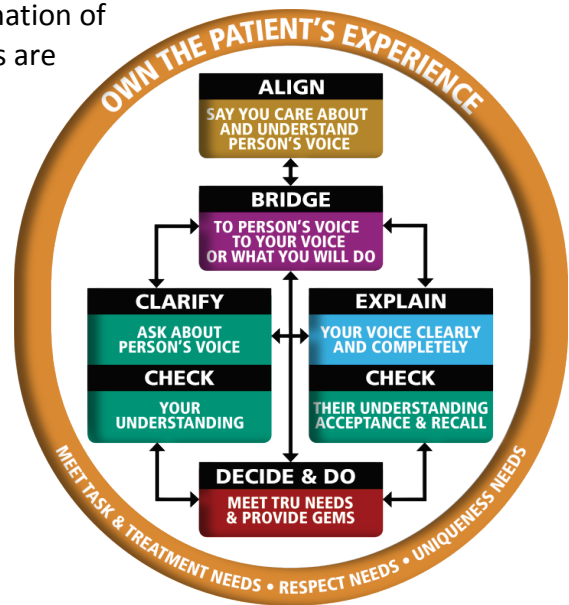 nation of
s are
OWN THE PATIENT'S EXPERIENCE
ALIGN
SAY YOU CARE ABOUT
AND UNDERSTAND
PERSON'S VOICE
BRIDGE
TO PERSON'S VOICE
TO YOUR VOICE
OR WHAT YOU WILL DO
CLARIFY
ASK ABOUT
PERSON'S VOICE
CHECK
YOUR
UNDERSTANDING
EXPLAIN
YOUR VOICE CLEARLY
AND COMPLETELY
CHECK
THEIR UNDERSTANDING
ACCEPTANCE & RECALL
DECIDE & DO
MEET TRU NEEDS
& PROVIDE GEMS
MEET TASK & TREATMENT NEEDS • RESPECT NEEDS • UNIQUENESS NEEDS